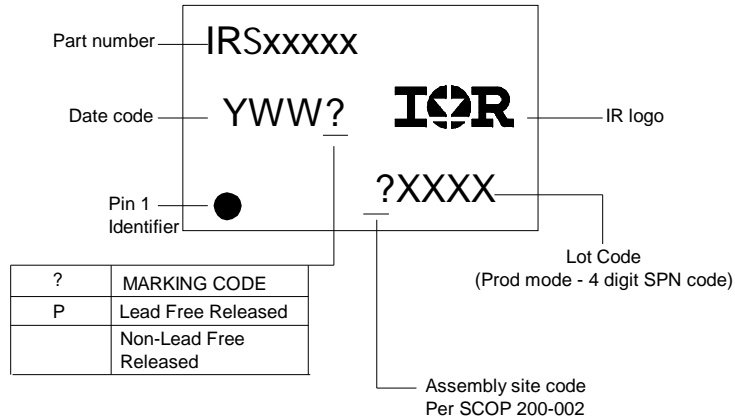 Part number
IRSxxxxx
Date code
YWW?
IOR
IR logo
Pin 1
Identifier
?XXXX
Lot Code
(Prod mode - 4 digit SPN code)
? MARKING CODE
P Lead Free Released
Non-Lead Free
Released
Assembly site code
Per SCOP 200-002